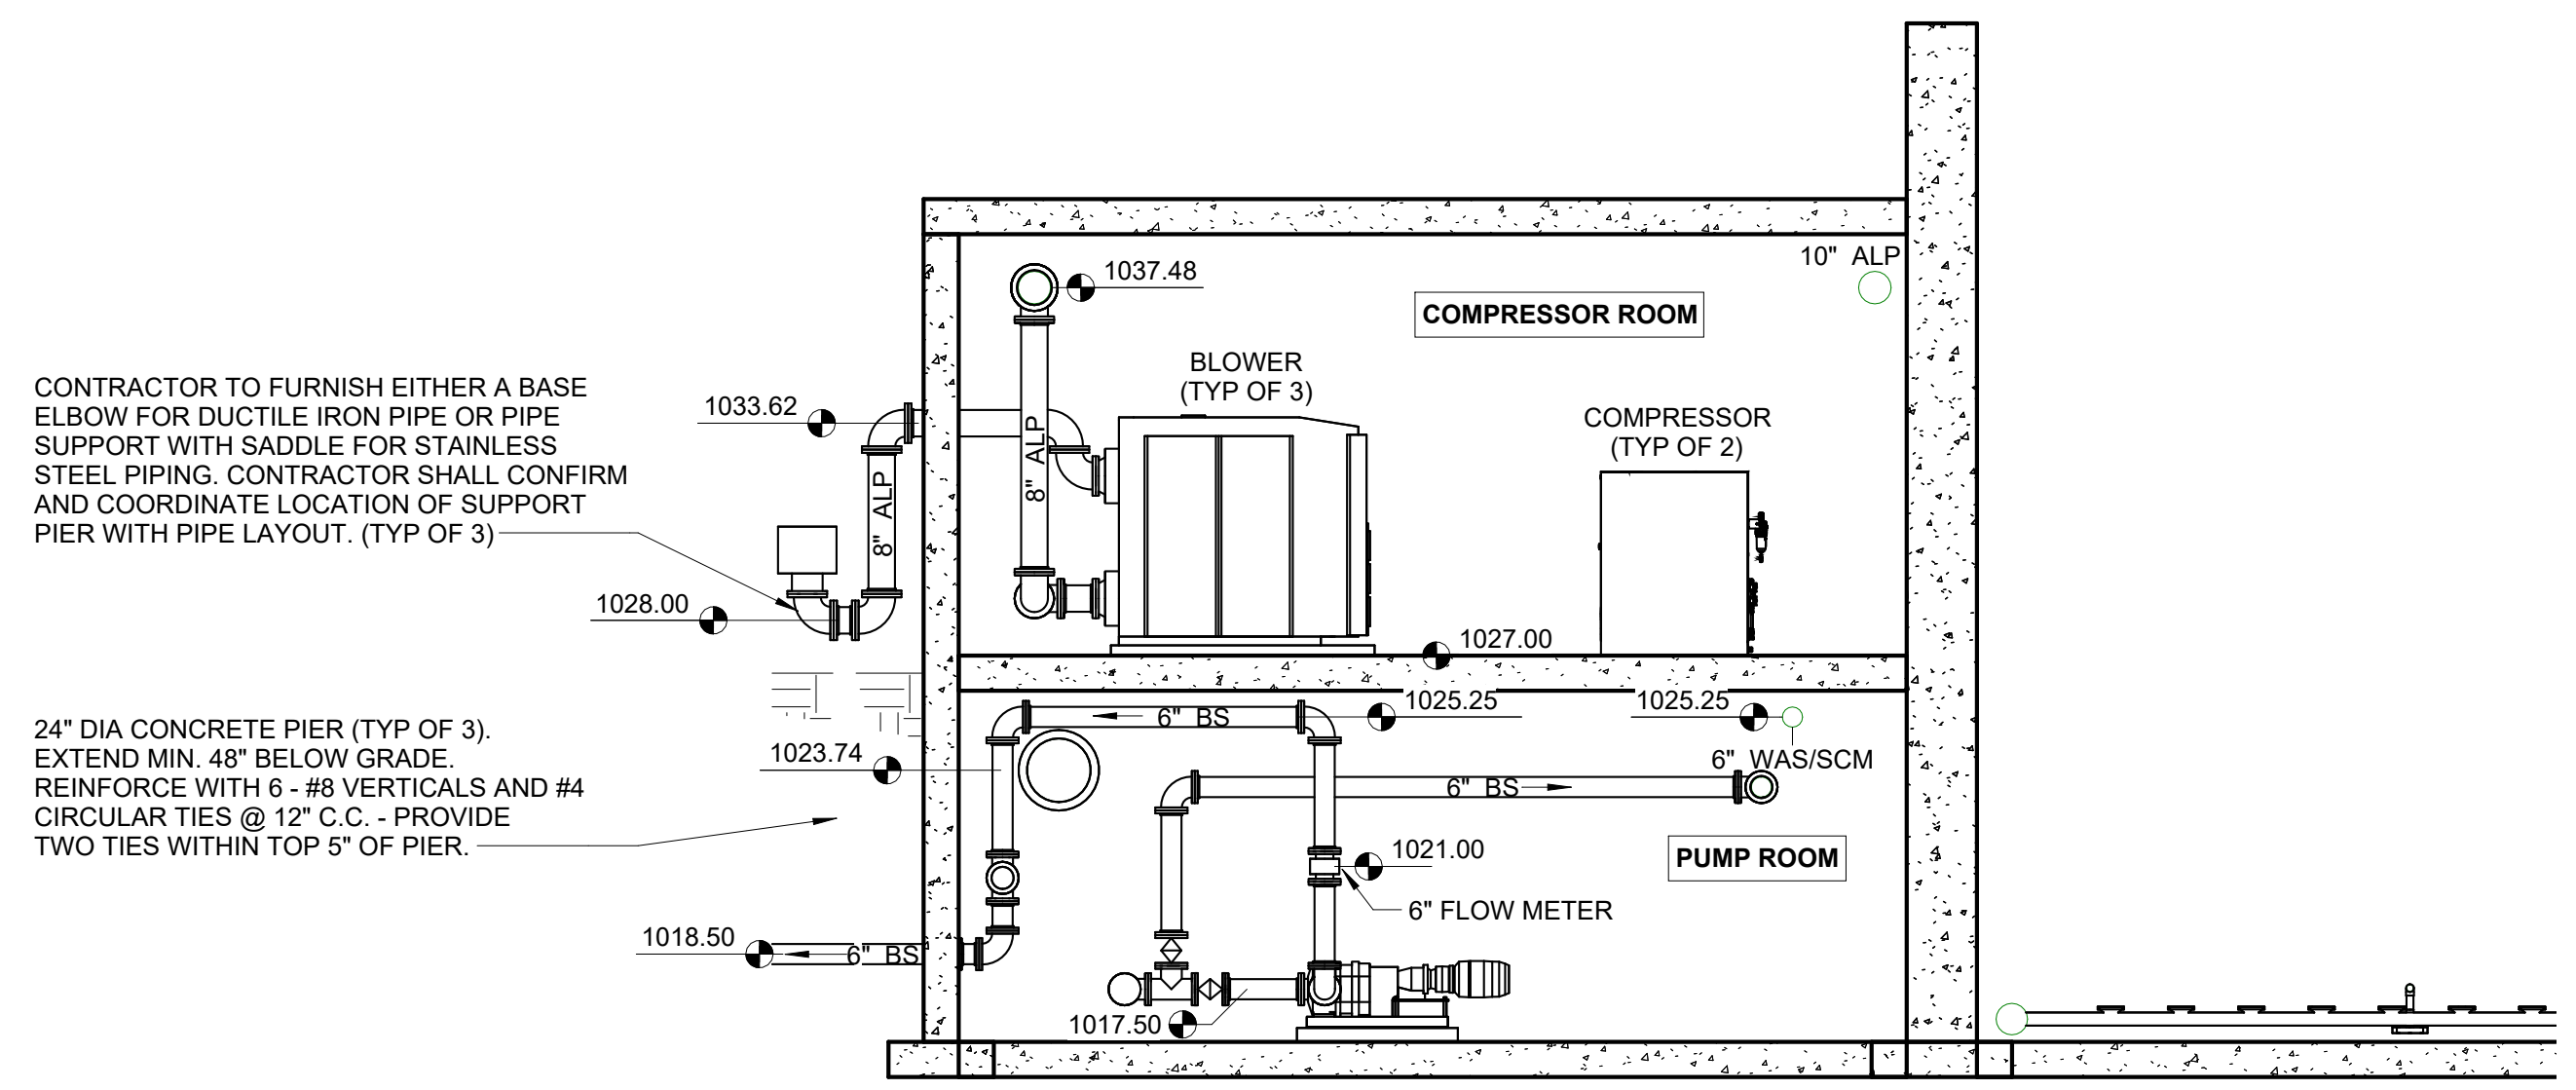 10" ALP
1037.48
COMPRESSOR ROOM
BLOWER
(TYP OF 3)
CONTRACTOR TO FURNISH EITHER A BASE
ELBOW FOR DUCTILE IRON PIPE OR PIPE
SUPPORT WITH SADDLE FOR STAINLESS
STEEL PIPING. CONTRACTOR SHALL CONFIRM
AND COORDINATE LOCATION OF SUPPORT
PIER WITH PIPE LAYOUT. (TYP OF 3)
1033.62
COMPRESSOR
(TYP OF 2)
8" ALP
8" ALP
1028.00
1027.00
1025.25
1025.25
6" BS
24" DIA CONCRETE PIER (TYP OF 3).
EXTEND MIN. 48" BELOW GRADE.
REINFORCE WITH 6 - #8 VERTICALS AND #4
CIRCULAR TIES @ 12" C.C. - PROVIDE
TWO TIES WITHIN TOP 5" OF PIER.
1023.74
6" WAS/SCM
6" BS
1021.00
PUMP ROOM
6" FLOW METER
1018.50
6" BS
1017.50